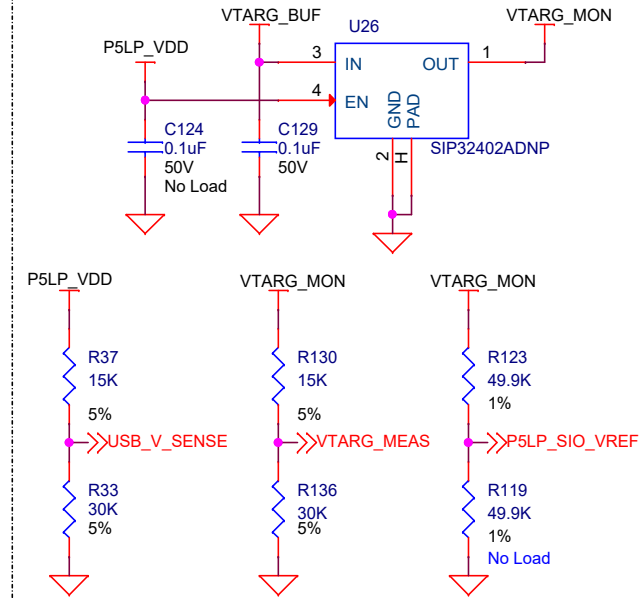 VTARG_BUF
U26
VTARG_MON
P5LP_VDD
3
IN
OUT
1
4
EN
GND
PAD
C124
0.1uF
50V
No Load
C129
0.1uF
50V
2
H
SIP32402ADNP
P5LP_VDD
VTARG_MON
VTARG_MON
R37
15K
5%
R130
15K
5%
R123
49.9K
1%
USB_V_SENSE
VTARG_MEAS
P5LP_SIO_VREF
R33
30K
5%
R136
30K
5%
R119
49.9K
1%
No Load